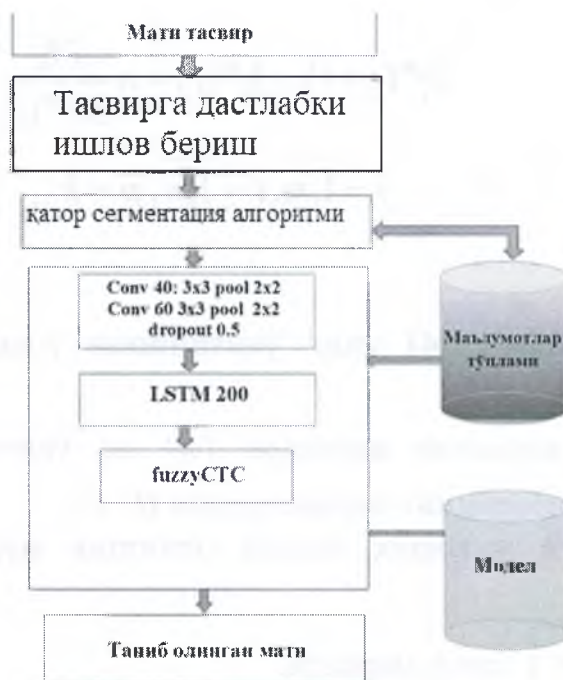 Матн тасвир
Тасвирга дастлабки
ишлов бериш
қатор сегментация алгоритми
Conv 40: 3x3 pool 2x2
Conv 60 3x3 pool 2x2
dropout 0.5
LSTM 200
fuzzyCTC
Маълумотлар
тўплами
Модел
Таниб олинган матн